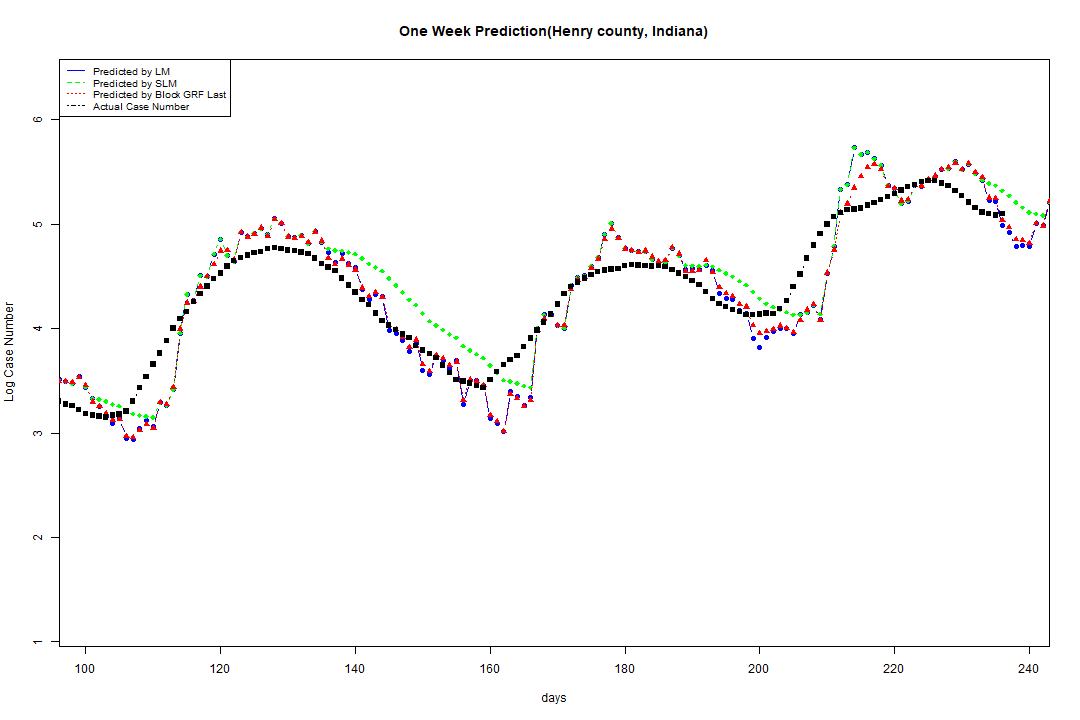 One Week Prediction(Henry county, Indiana)
Predicted by LM
Predicted by SLM
Predicted by Block GRF Last
Actual Case Number
6
5
4
3
2
1
Log Case Number
100 120 140 160 180 200 220 240
days